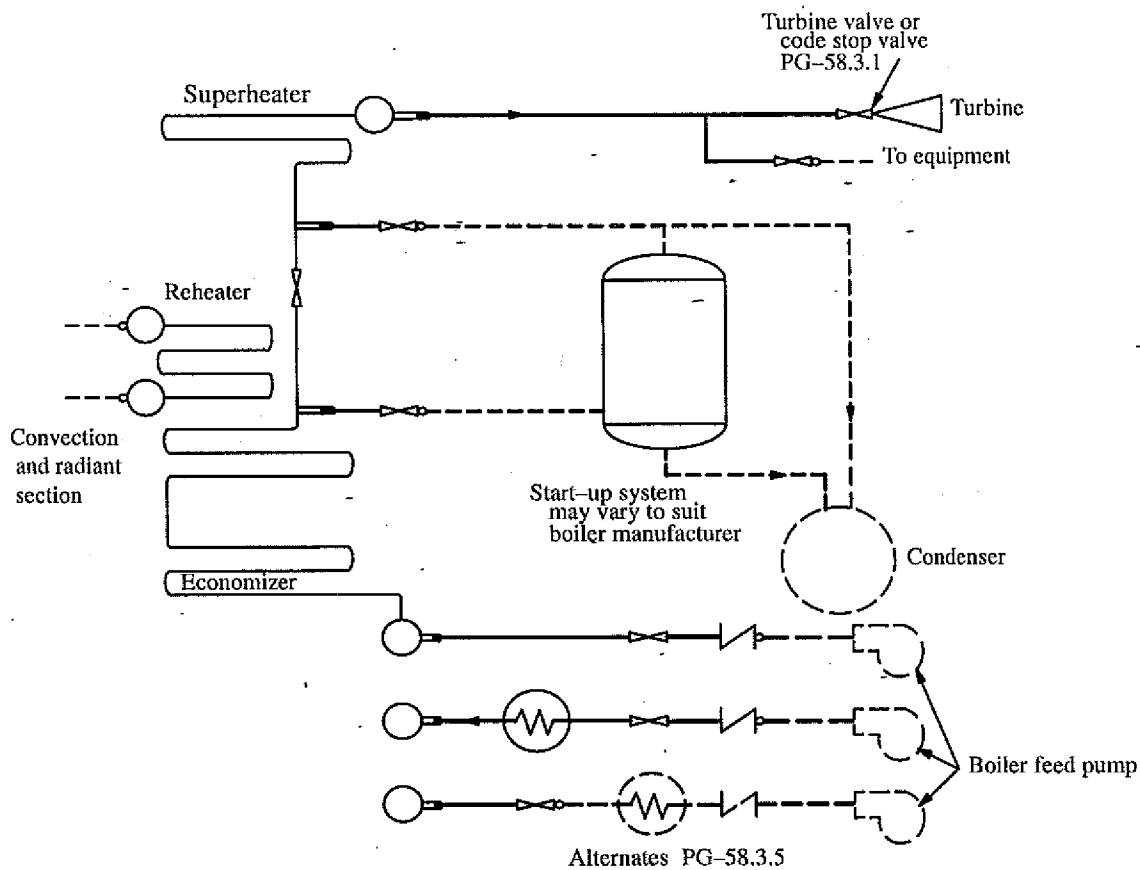 Turbine valve or
code stop valve
PG–58.3.1
Superheater
Turbine
To equipment
Reheater
Convection
and radiant
section
Start–up system
may vary to suit
boiler manufacturer
Condenser
Economizer
Boiler feed pump
Alternates PG–58.3.5